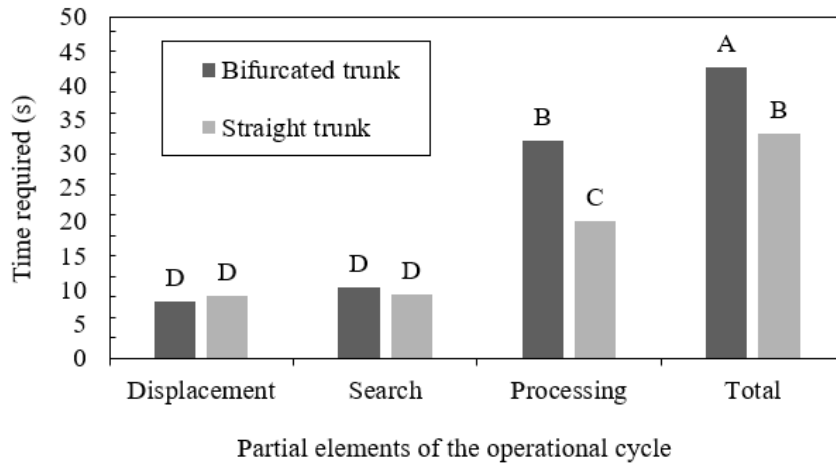 50
45
40
35
30
25
20
15
10
5
0
Time required (s)
Bifurcated trunk
Straight trunk
D D D D B C A B
Displacement Search Processing Total
Partial elements of the operational cycle